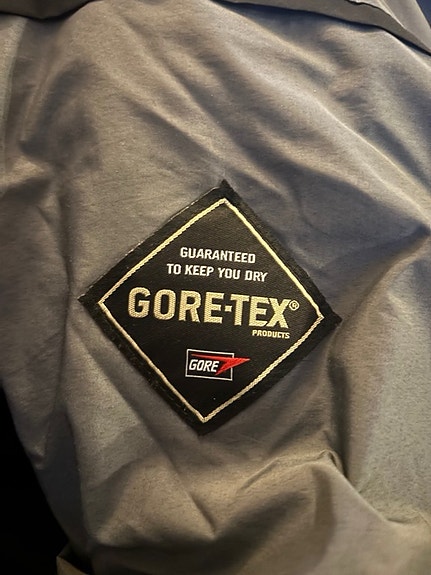 GUARANTEED
TO KEEP YOU DRY
GORE-TEX®
PRODUCTS
GORE